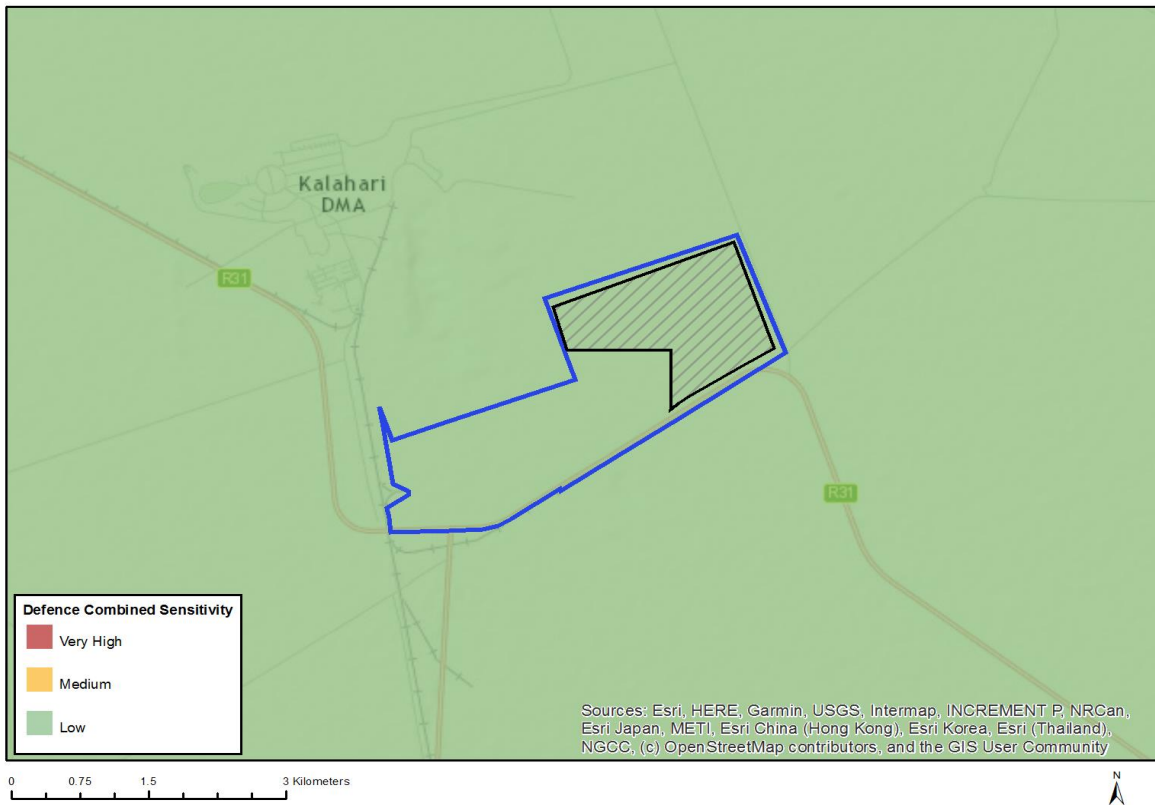 Kalahari
DMA
R31
R31
Defence Combined Sensitivity
Very High
Medium
Low
Sources: Esri, HERE, Garmin, USGS, Intermap, INCREMENT P, NRCan,
Esri Japan, METI, Esri China (Hong Kong), Esri Korea, Esri (Thailand),
NGCC, (c) OpenStreetMap contributors, and the GIS User Community
0 0.75 1.5 3 Kilometers
N